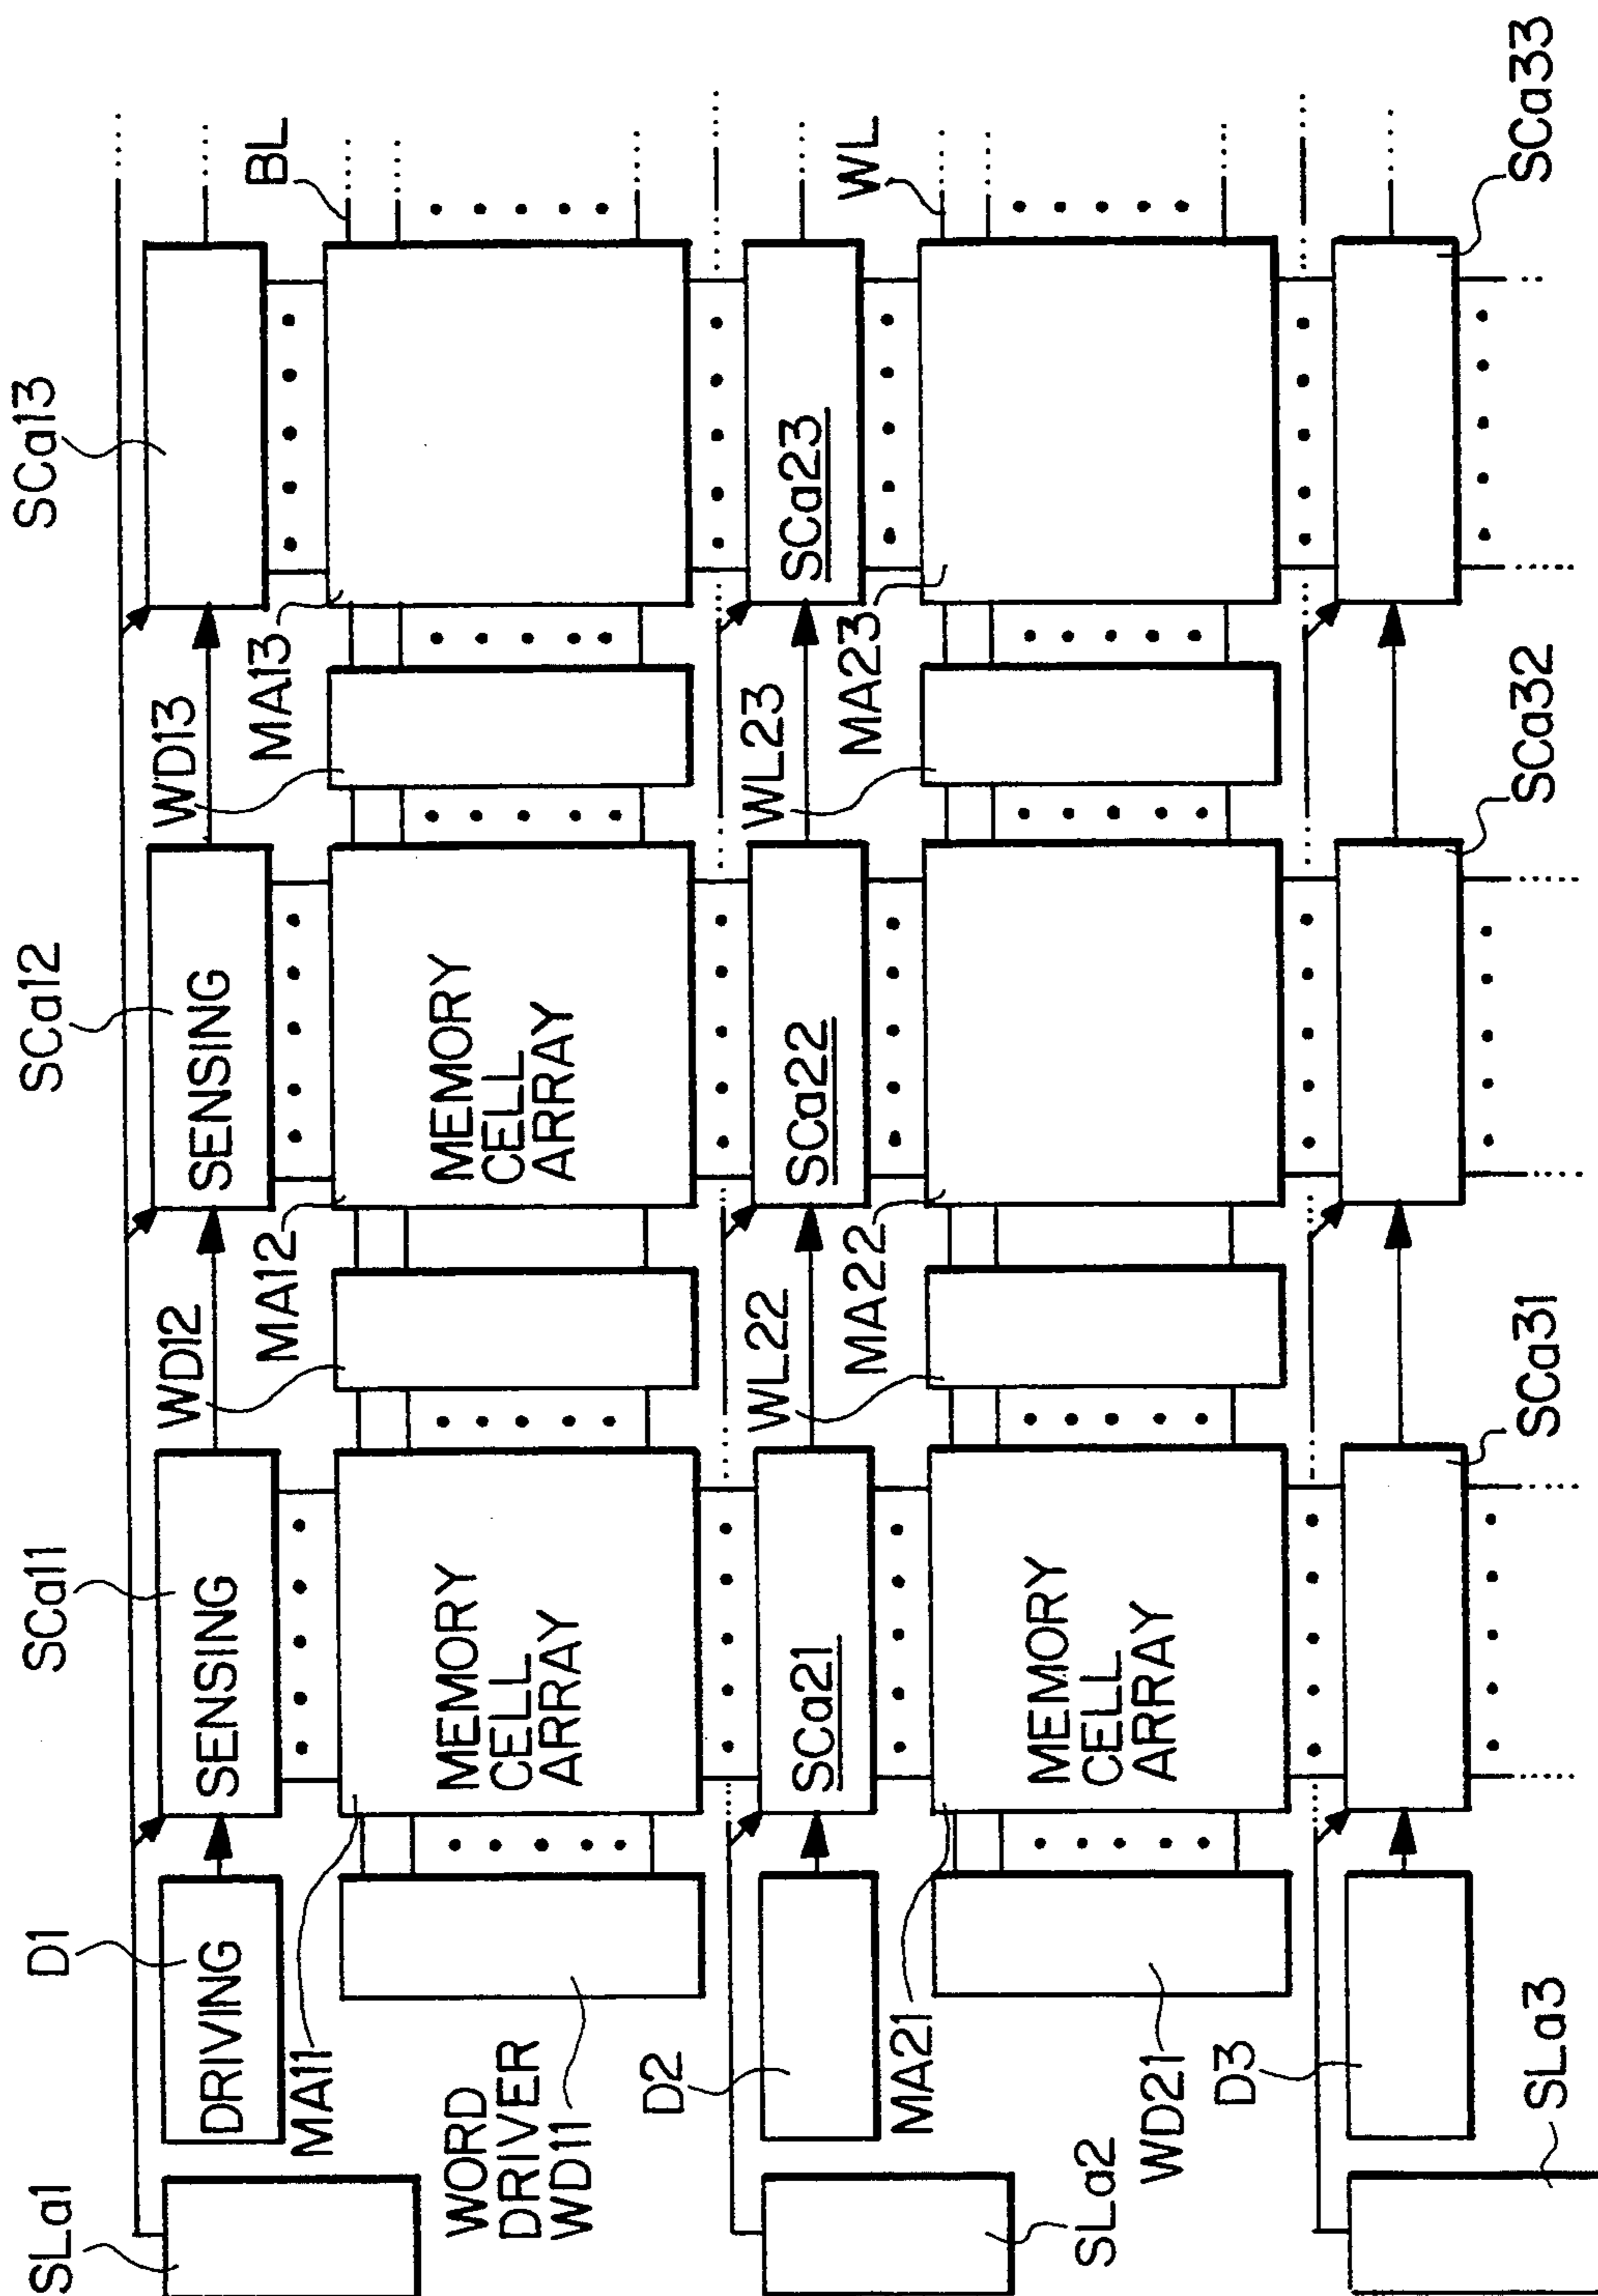 SLa1
D1
SCa11
SCa12
SCa13
DRIVING
SENSING
WD12
SENSING
WD13
MA11
MA12
MA13
BL
WORD
DRIVER
WD11
MEMORY
CELL
ARRAY
MEMORY
CELL
ARRAY
D2
SCa21
WL22
SCa22
WL23
SCa23
MA21
MA22
MA23
WL
SLa2
WD21
MEMORY
CELL
ARRAY
D3
SLa3
SCa31
SCa32
SCa33